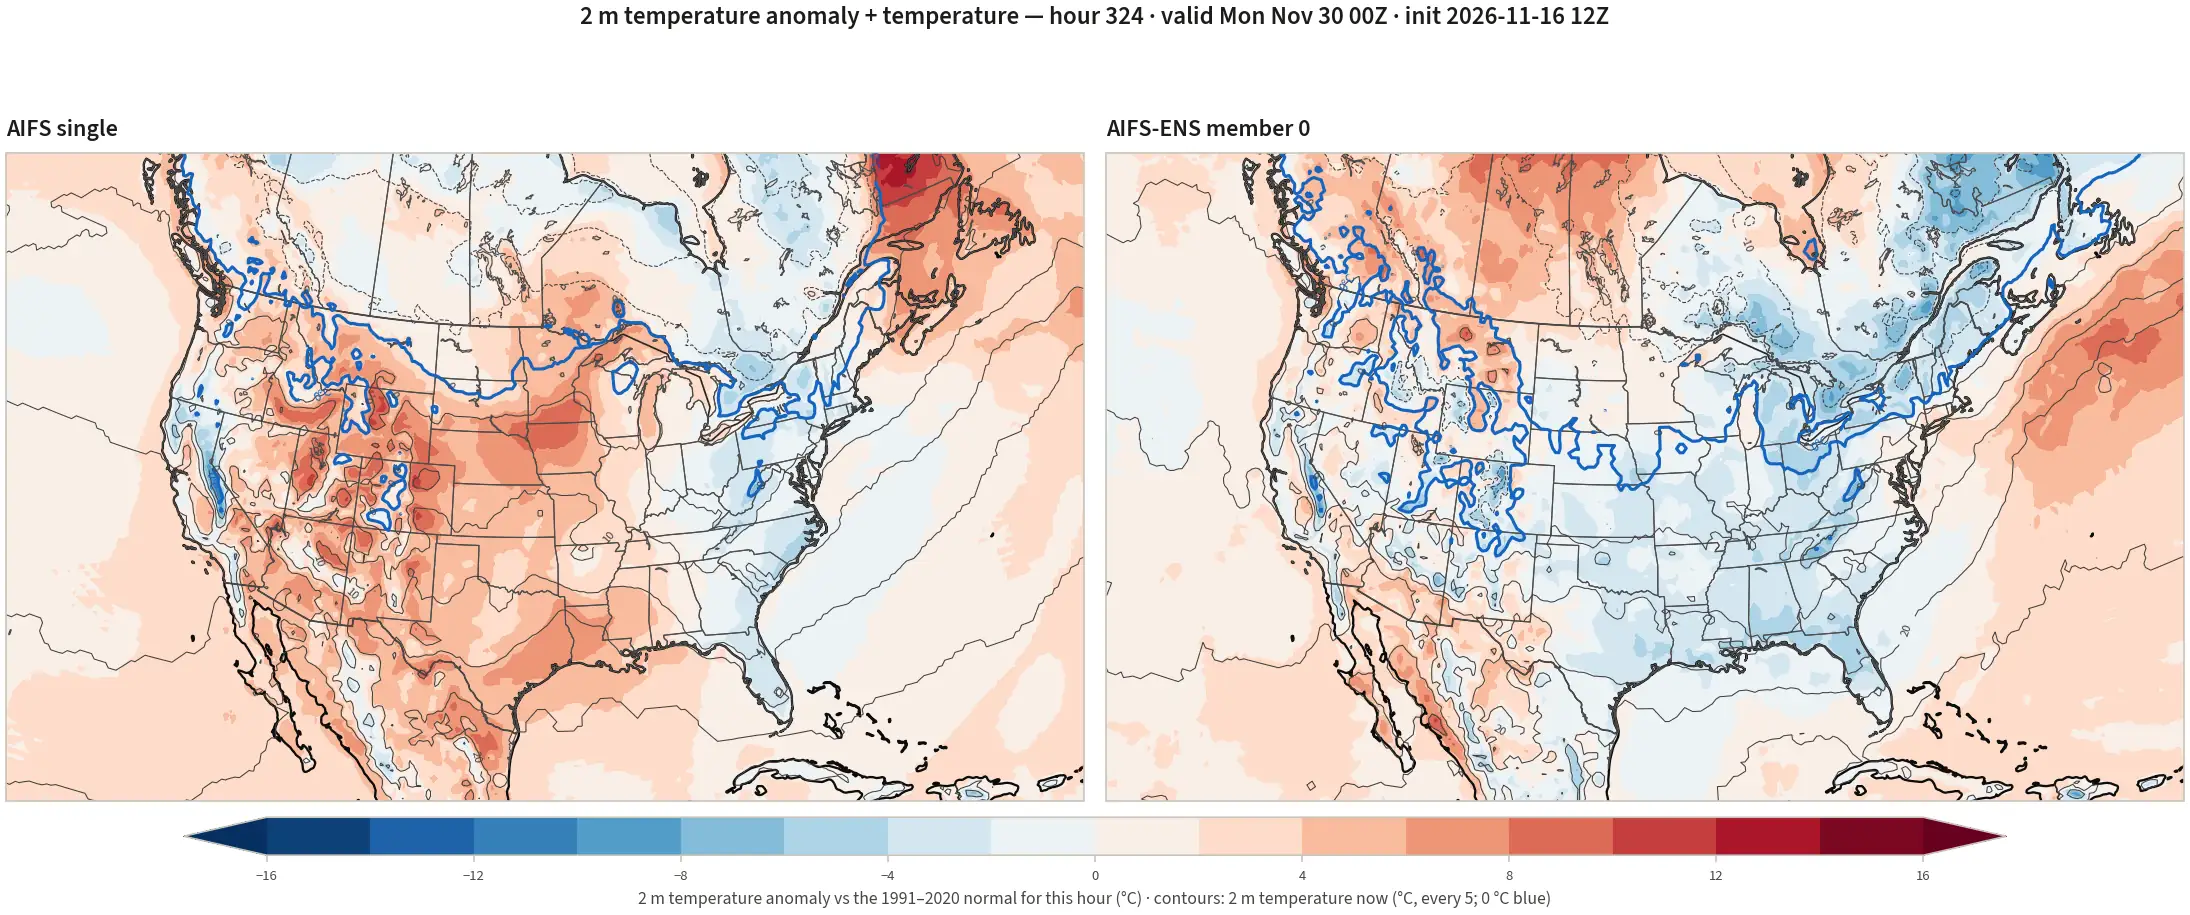 2 m temperature anomaly + temperature — hour 324 · valid Mon Nov 30 00Z · init 2026-11-16 12Z
AIFS single
AIFS-ENS member 0
−16 −12 −8 −4 0 4 8 12 16
2 m temperature anomaly vs the 1991–2020 normal for this hour (°C) · contours: 2 m temperature now (°C, every 5; 0 °C blue)